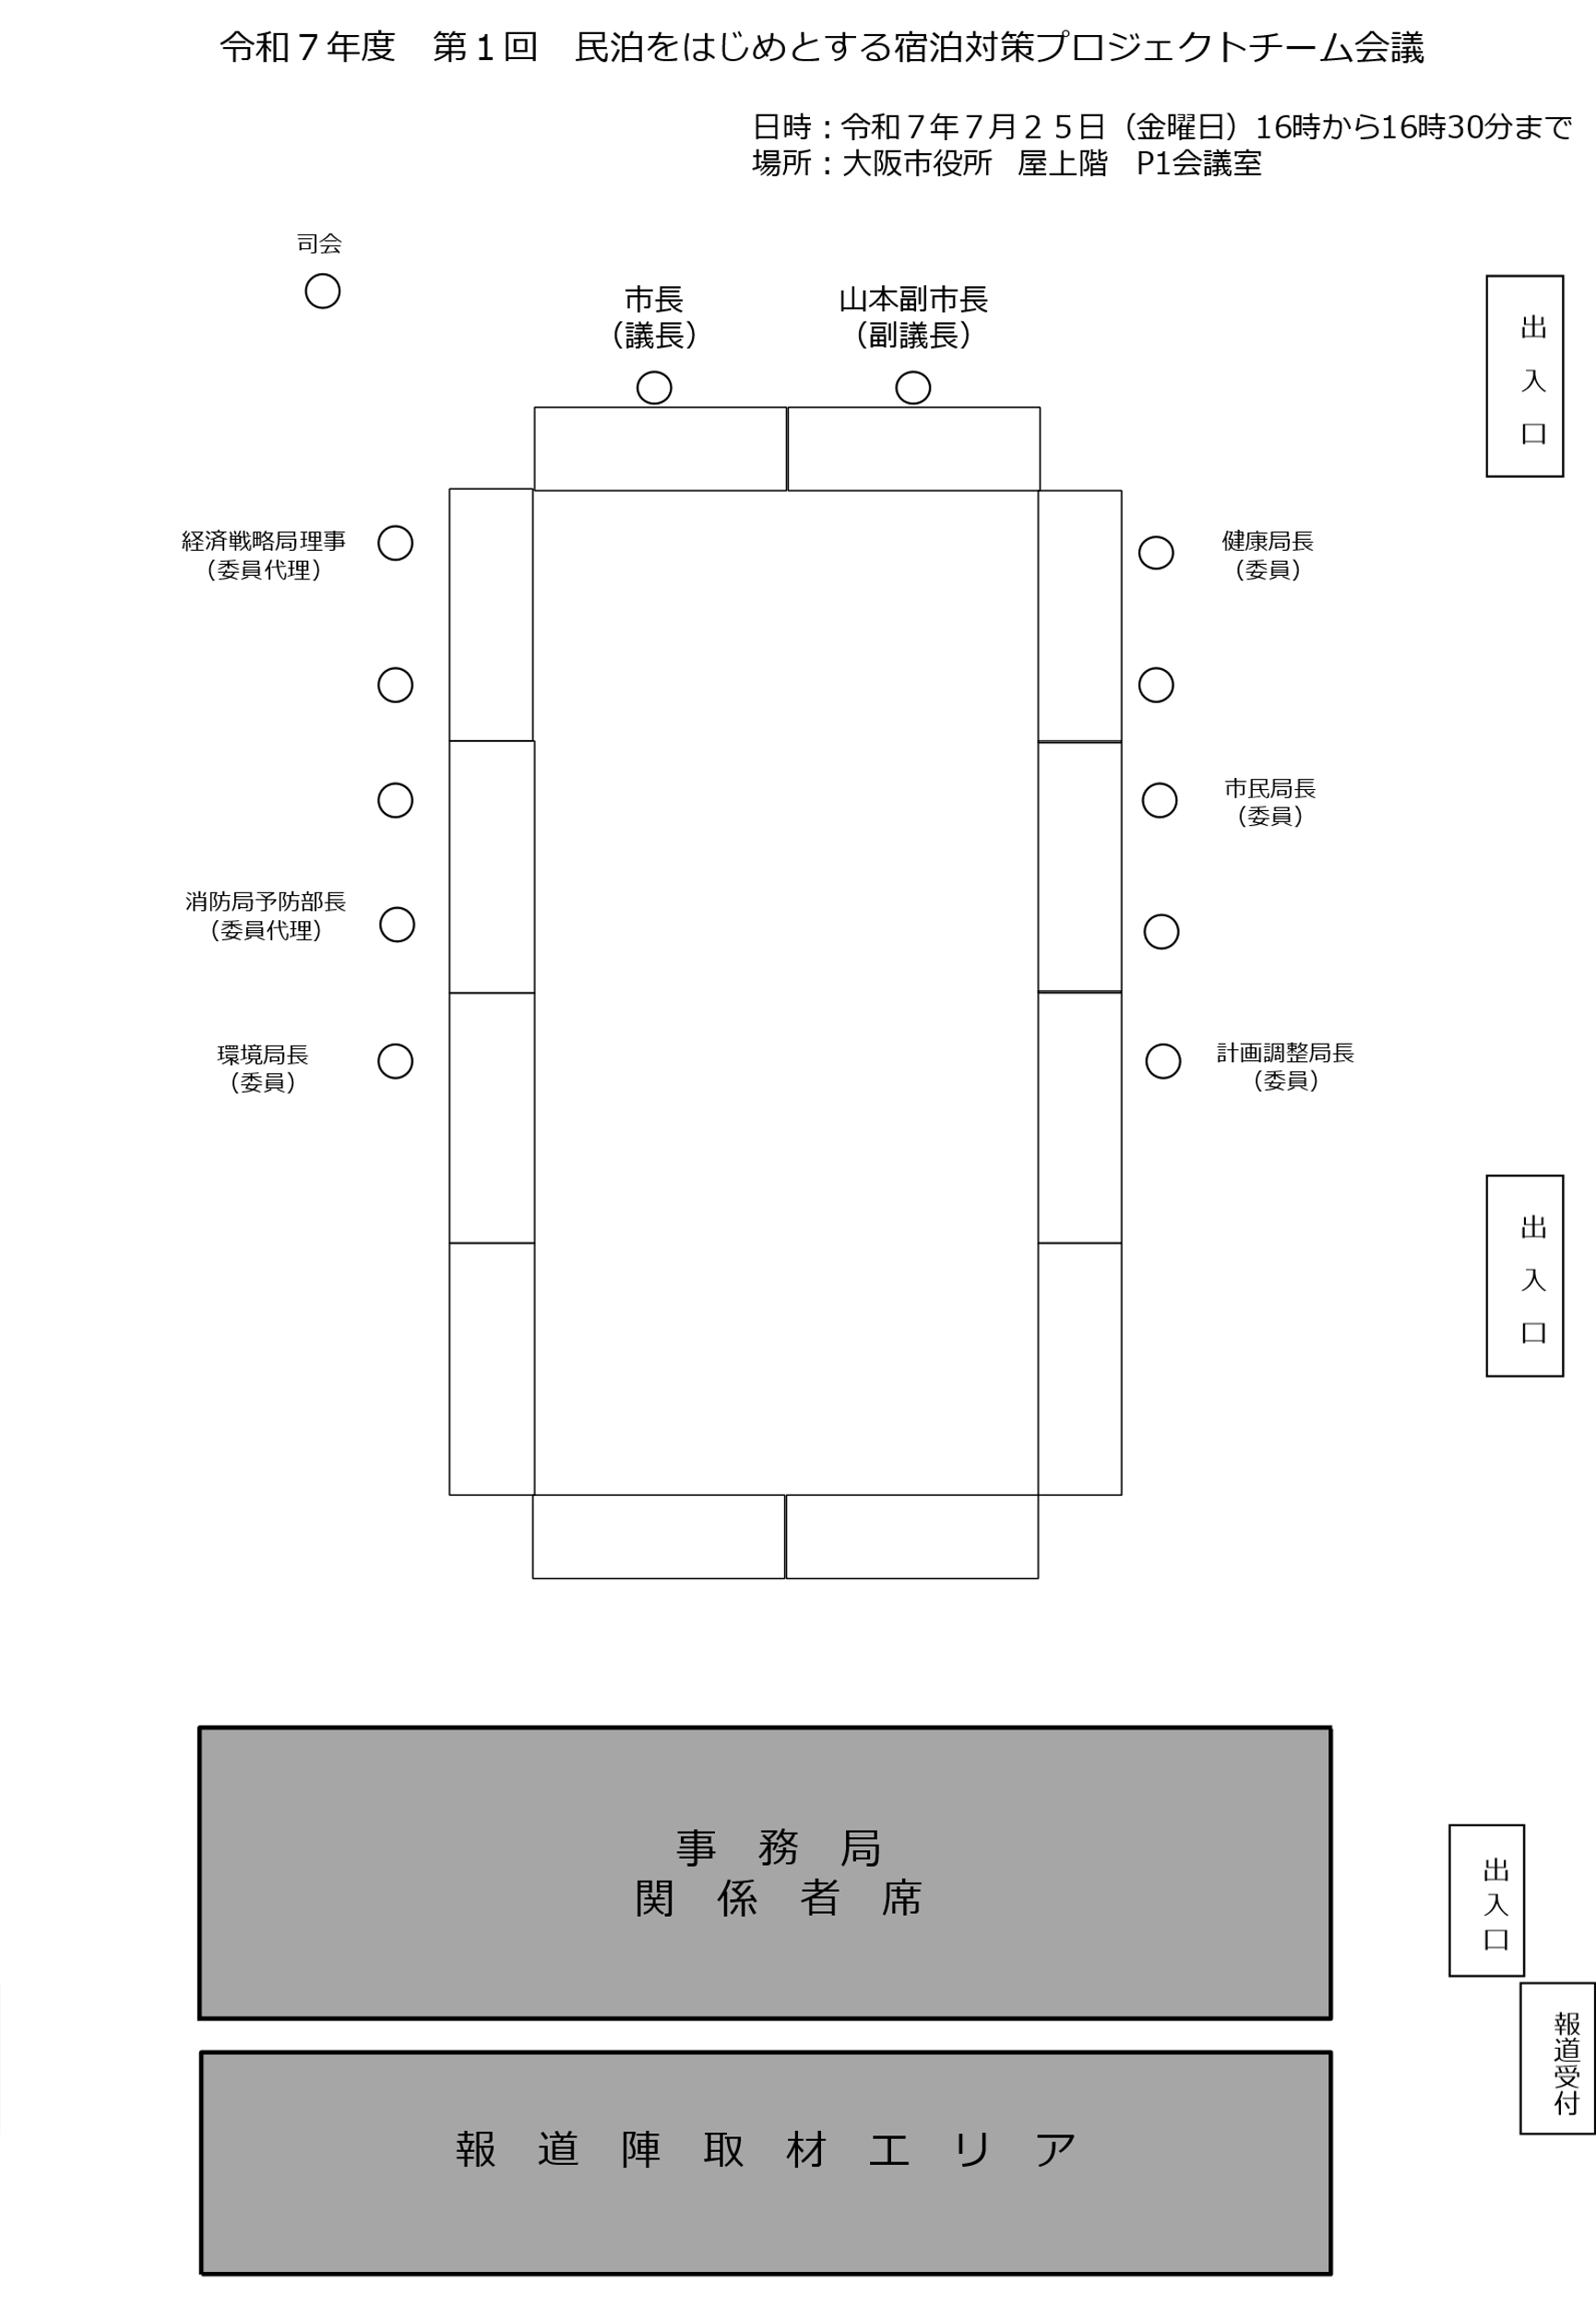 令和７年度　第１回　民泊をはじめとする宿泊対策プロジェクトチーム会議
日時：令和７年７月２５日（金曜日）16時から16時30分まで
場所：大阪市役所　屋上階　P1会議室
司会
市長
（議長）
山本副市長
（副議長）
出入口
経済戦略局理事
（委員代理）
健康局長
（委員）
市民局長
（委員）
消防局予防部長
（委員代理）
環境局長
（委員）
計画調整局長
（委員）
出入口
事　務　局
関　係　者　席
出入口
報道受付
報　道　陣　取　材　エ　リ　ア